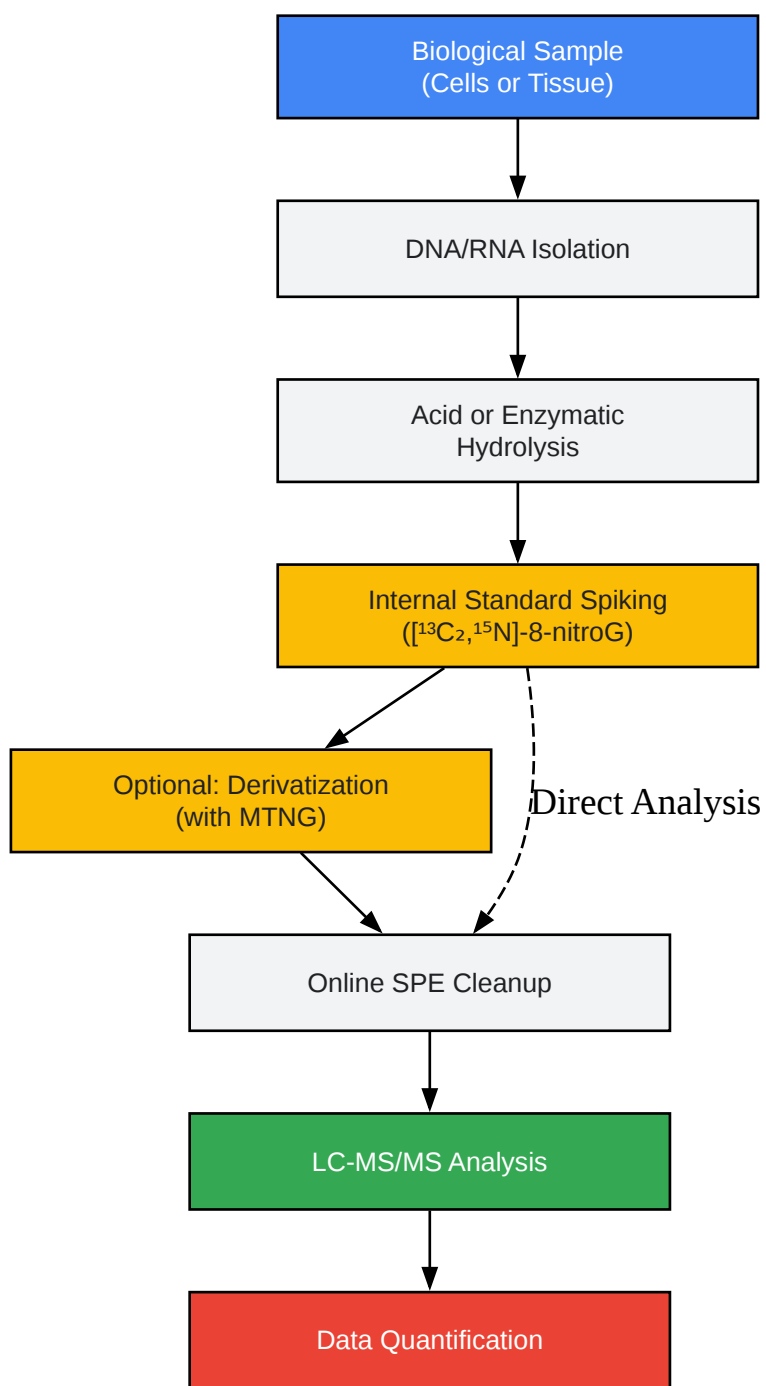 Biological Sample
(Cells or Tissue)
DNA/RNA Isolation
Acid or Enzymatic
Hydrolysis
Internal Standard Spiking
([¹³C₂,¹⁵N]-8-nitroG)
Optional: Derivatization
(with MTNG)
Direct Analysis
Online SPE Cleanup
LC-MS/MS Analysis
Data Quantification